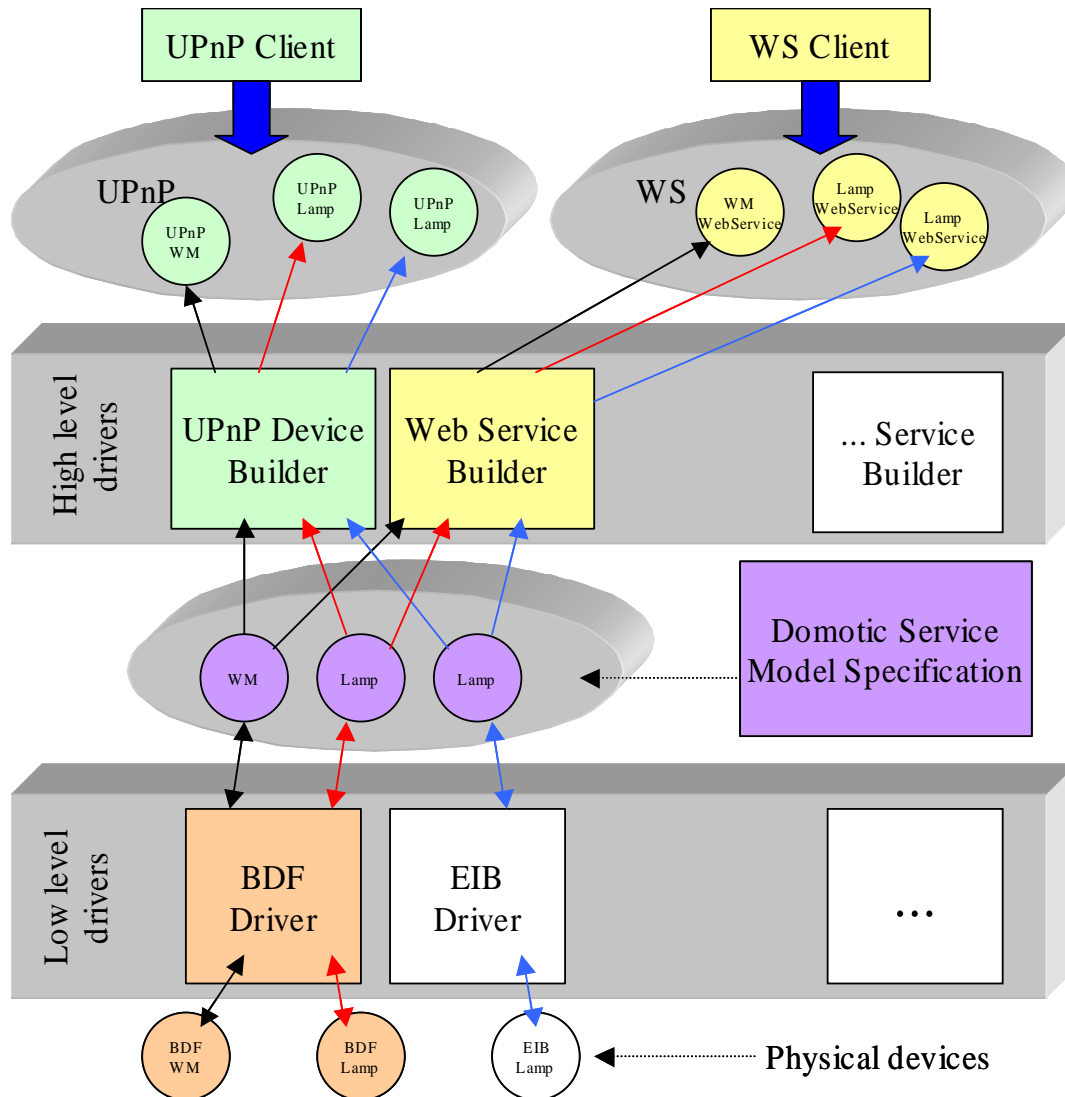 UPnP Client
WS Client
UPnP
UPnP
WM
UPnP
Lamp
UPnP
Lamp
WS
WM
WebService
Lamp
WebService
Lamp
WebService
High level
drivers
UPnP Device
Builder
Web Service
Builder
... Service
Builder
WM
Lamp
Lamp
Domotic Service
Model Specification
Low level
drivers
BDF
Driver
EIB
Driver
...
BDF
WM
BDF
Lamp
EIB
Lamp
Physical devices